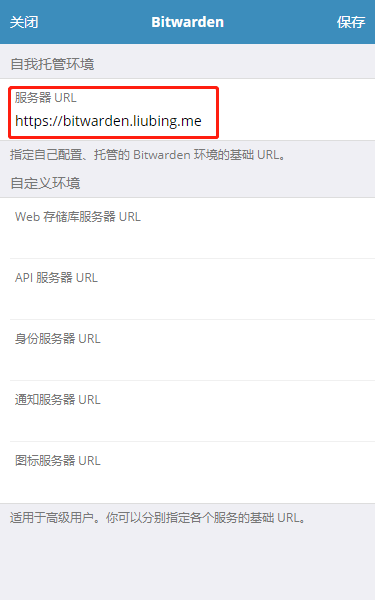 关闭
Bitwarden
保存
自我托管环境
服务器 URL
https://bitwarden.liubing.me
指定自己配置、托管的 Bitwarden 环境的基础 URL。
自定义环境
Web 存储库服务器 URL
API 服务器 URL
身份服务器 URL
通知服务器 URL
图标服务器 URL
适用于高级用户。你可以分别指定各个服务的基础 URL。